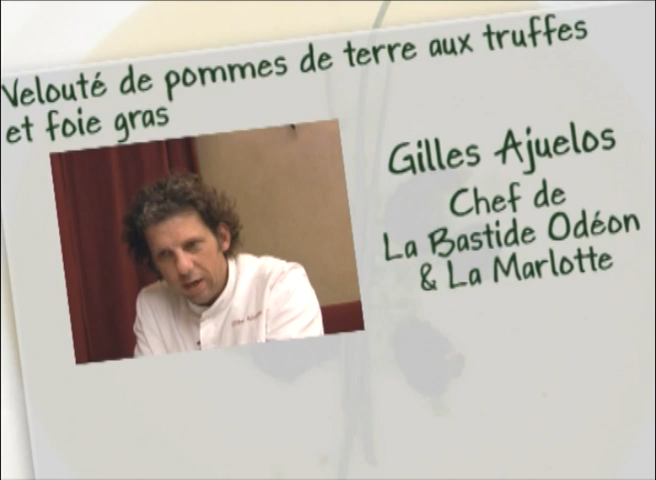 Velouté de pommes de terre aux truffes
et foie gras
Gilles Ajuelos
Chef de
La Bastide Odéon
& La Marlotte